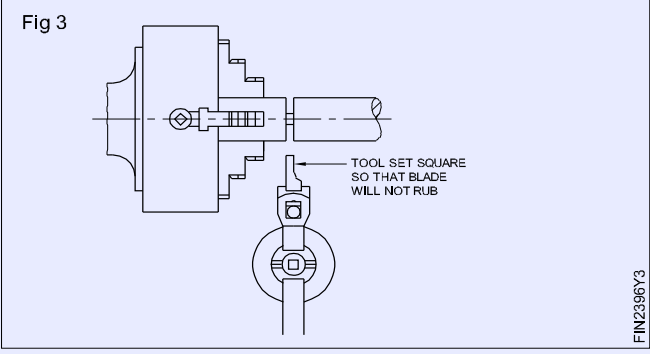 Fig 3
TOOL SET SQUARE
SO THAT BLADE
WILL NOT RUB
FIN2396Y3